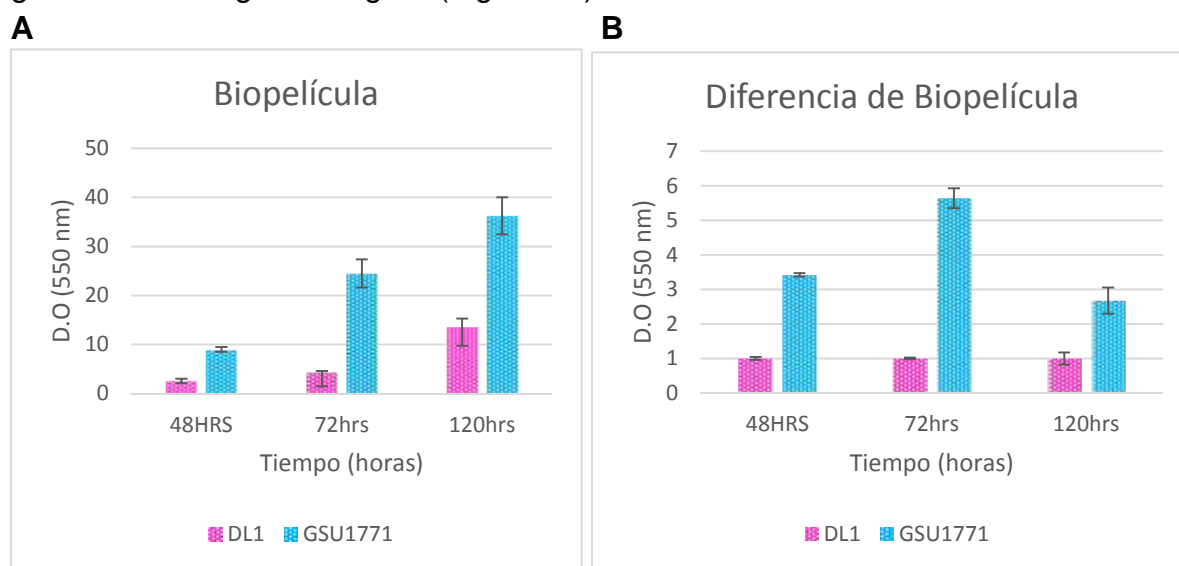 A
B
Biopelícula
50
40
30
20
10
0
D.O (550 nm)
48HRS 72hrs 120hrs
Tiempo (horas)
DL1 GSU1771
Diferencia de Biopelícula
7
6
5
4
3
2
1
0
D.O (550 nm)
48HRS 72hrs 120hrs
Tiempo (horas)
DL1 GSU1771